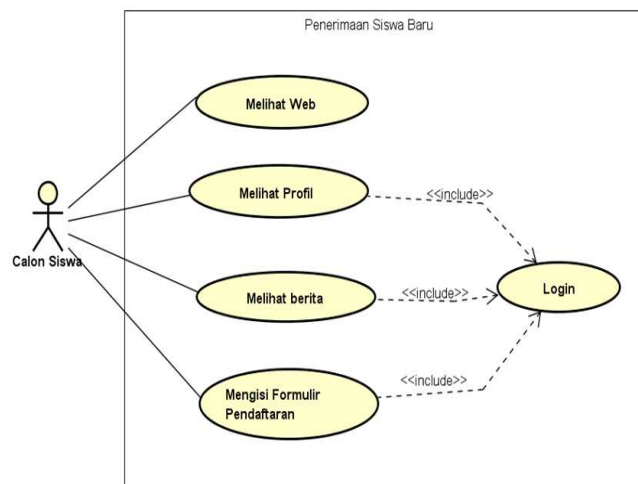 Penerimaan Siswa Baru
Melihat Web
Melihat Profil
<<include>>
Calon Siswa
Melihat berita
<<include>>
Login
<<include>>
Mengisi Formulir
Pendaftaran